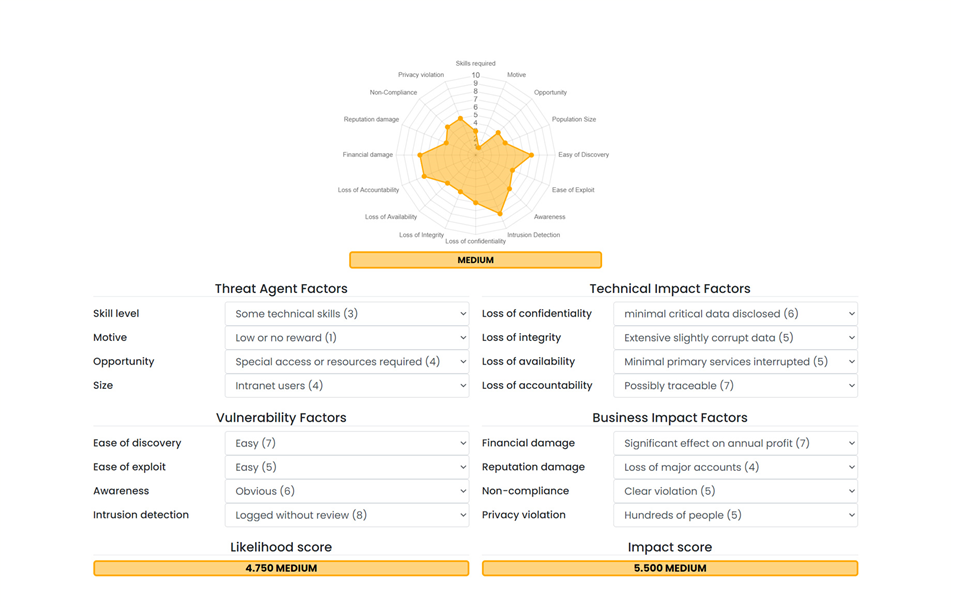 Skills required
Privacy violation
10
Motive
9
Non-Compliance
8
Opportunity
7
6
Reputation damage
5
Population Size
4
Financial damage
Easy of Discovery
Loss of Accountability
Ease of Exploit
Loss of Availability
Awareness
Loss of Integrity
Intrusion Detection
Loss of confidentiality
MEDIUM
Threat Agent Factors
Skill level Some technical skills (3)
Motive Low or no reward (1)
Opportunity Special access or resources required (4)
Size Intranet users (4)
Technical Impact Factors
Loss of confidentiality minimal critical data disclosed (6)
Loss of integrity Extensive slightly corrupt data (5)
Loss of availability Minimal primary services interrupted (5)
Loss of accountability Possibly traceable (7)
Vulnerability Factors
Ease of discovery Easy (7)
Ease of exploit Easy (5)
Awareness Obvious (6)
Intrusion detection Logged without review (8)
Business Impact Factors
Financial damage Significant effect on annual profit (7)
Reputation damage Loss of major accounts (4)
Non-compliance Clear violation (5)
Privacy violation Hundreds of people (5)
Likelihood score
4.750 MEDIUM
Impact score
5.500 MEDIUM